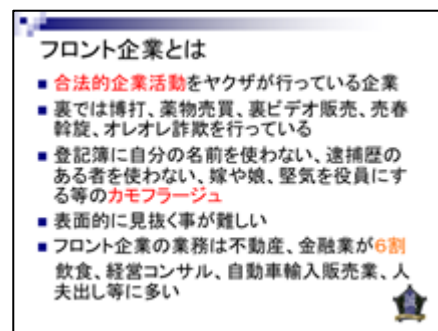 フロント企業とは
合法的企業活動をヤクザが行っている企業
裏では博打、薬物売買、裏ビデオ販売、売春
斡旋、オレオレ詐欺を行っている
登記簿に自分の名前を使わない、逮捕歴の
ある者を使わない、嫁や娘、堅気を役員にす
る等のカモフラージュ
表面的に見抜く事が難しい
フロント企業の業務は不動産、金融業が６割
飲食、経営コンサル、自動車輸入販売業、人
夫出し等に多い